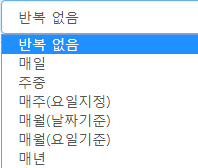 반복 없음
반복 없음
매일
주중
매주(요일지정)
매월(날짜기준)
매월(요일기준)
매년